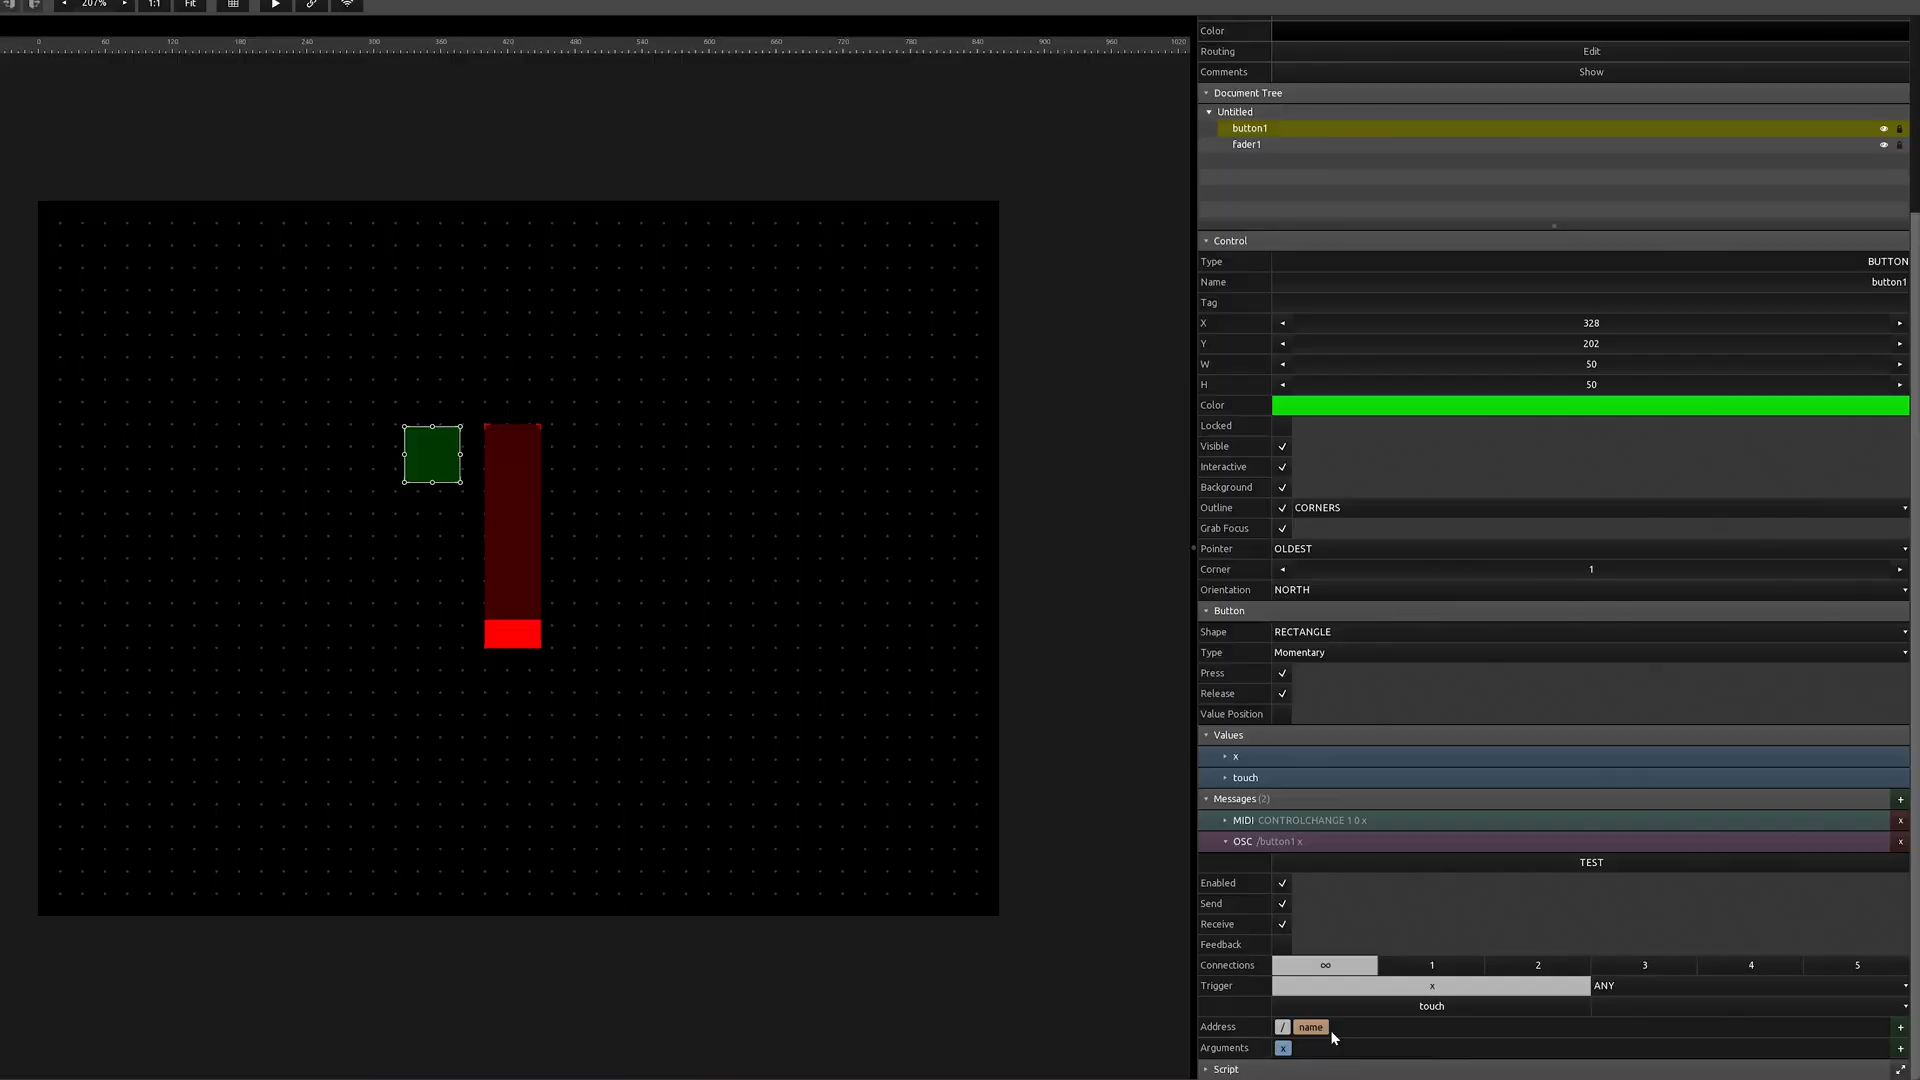 207%
1:1
Fit
0 60 120 180 240 300 360 420 480 540 600 660 720 780 840 900 960 1020
Color
Routing Edit
Comments Show
Document Tree
Untitled
button1
fader1
Control
Type BUTTON
Name button1
Tag
X 328
Y 202
W 50
H 50
Color
Locked
Visible
Interactive
Background
Outline CORNERS
Grab Focus
Pointer OLDEST
Corner 1
Orientation NORTH
Button
Shape RECTANGLE
Type Momentary
Press
Release
Value Position
Values
x
touch
Messages (2) +
MIDI CONTROLCHANGE 1 0 x x
OSC /button1 x x
TEST
Enabled
Send
Receive
Feedback
Connections ∞ 1 2 3 4 5
Trigger x ANY
touch
Address / name +
Arguments x +
Script